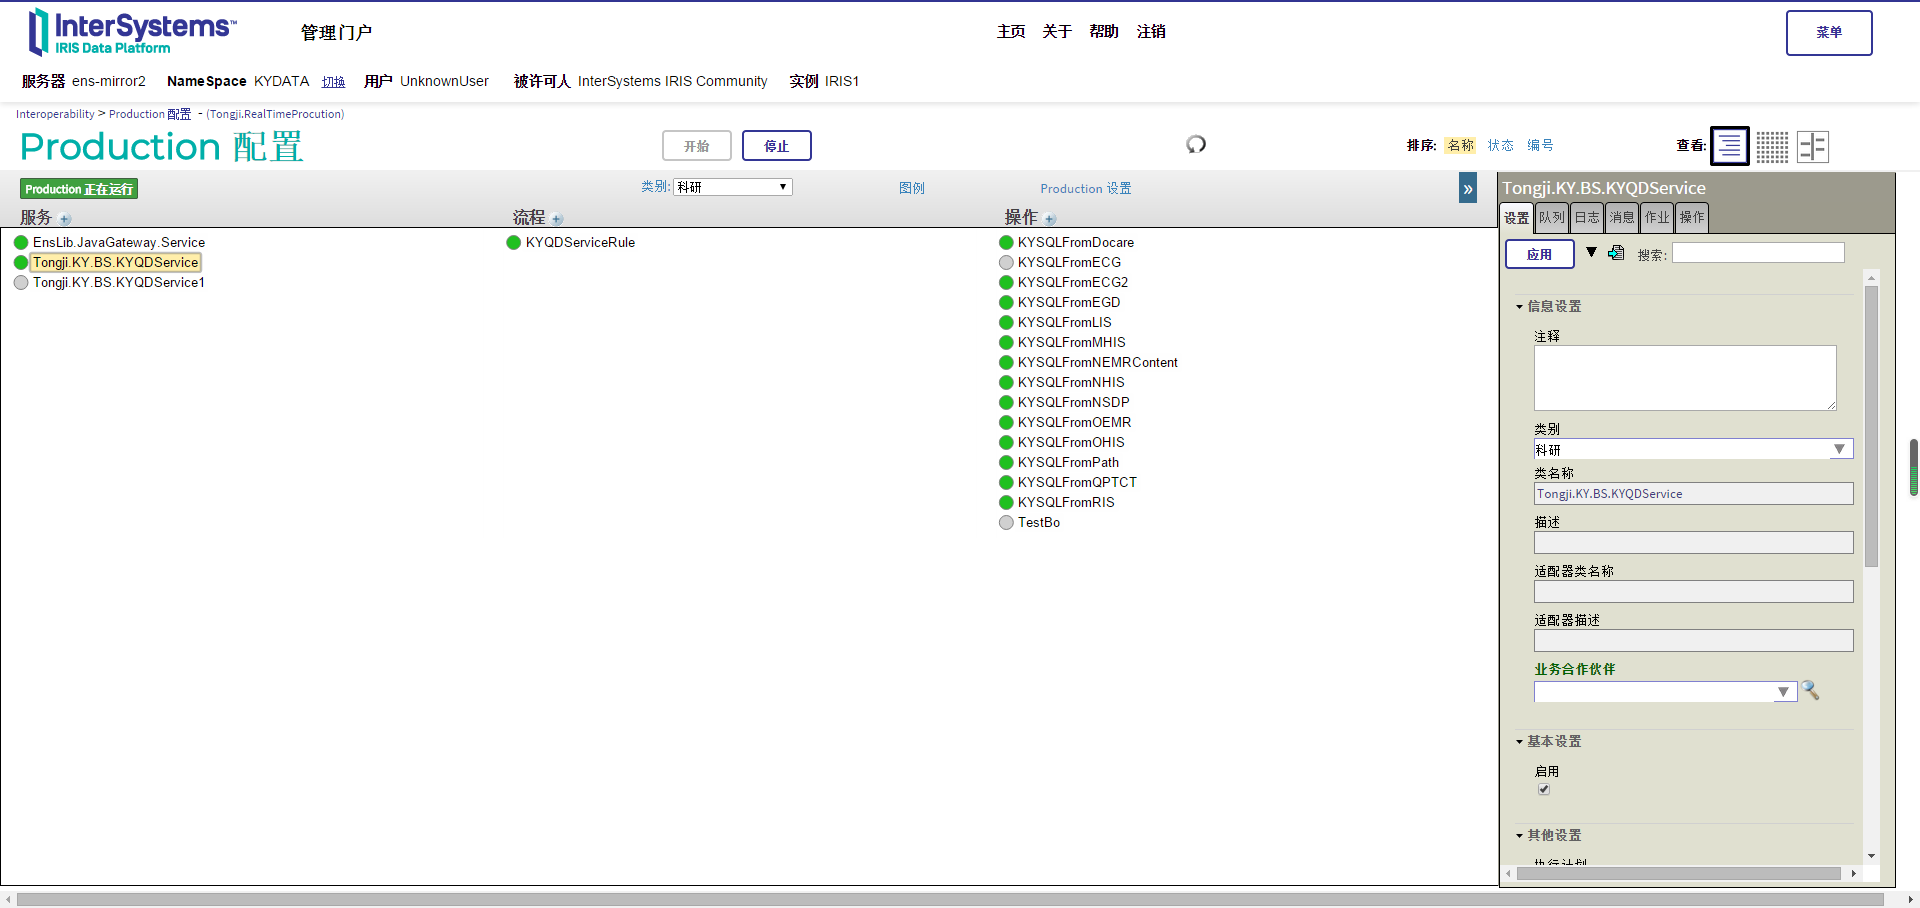 InterSystems™
IRIS Data Platform
管理门户
主页 关于 帮助 注销
菜单
服务器 ens-mirror2 NameSpace KYDATA 切换 用户 UnknownUser 被许可人 InterSystems IRIS Community 实例 IRIS1
Interoperability > Production 配置 - (Tongji.RealTimeProcution)
Production 配置
开始 停止
排序: 名称 状态 编号
查看:
Production 正在运行
类别: 科研
图例
Production 设置
»
服务
流程
操作
EnsLib.JavaGateway.Service
Tongji.KY.BS.KYQDService
Tongji.KY.BS.KYQDService1
KYQDServiceRule
KYSQLFromDocare
KYSQLFromECG
KYSQLFromECG2
KYSQLFromEGD
KYSQLFromLIS
KYSQLFromMHIS
KYSQLFromNEMRContent
KYSQLFromNHIS
KYSQLFromNSDP
KYSQLFromOEMR
KYSQLFromOHIS
KYSQLFromPath
KYSQLFromQPTCT
KYSQLFromRIS
TestBo
Tongji.KY.BS.KYQDService
设置 队列 日志 消息 作业 操作
应用 搜索:
信息设置
注释
类别
科研
类名称
Tongji.KY.BS.KYQDService
描述
适配器类名称
适配器描述
业务合作伙伴
基本设置
启用
其他设置
执行计划